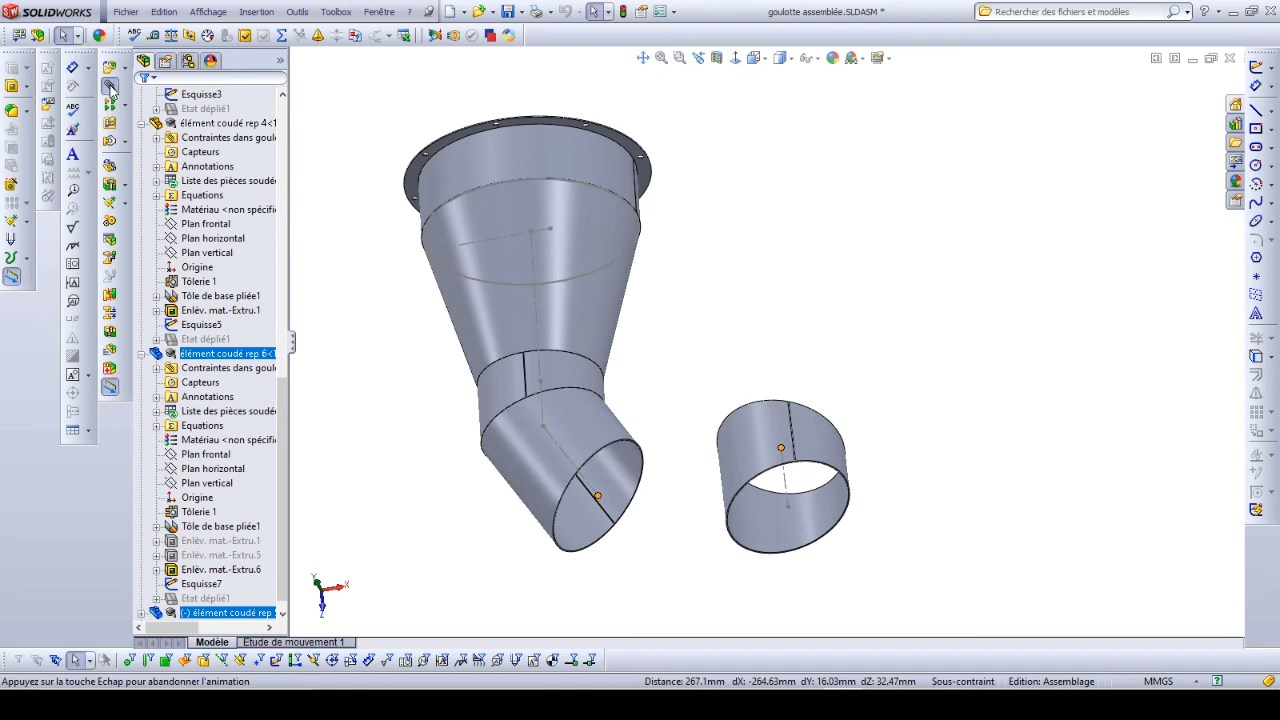 SOLIDWORKS Fichier Edition Affichage Insertion Outils Toolbox Fenêtre ? goulotte assemblée.SLDASM * Rechercher des fichiers et modèles
Esquisse3
Etat déplié1
élément coudé rep 4<1
Contraintes dans goul
Capteurs
Annotations
Liste des pièces soudé
Equations
Matériau <non spécifi
Plan frontal
Plan horizontal
Plan vertical
Origine
Tôlerie 1
Tôle de base pliée1
Enlèv. mat.-Extru.1
Esquisse5
Etat déplié1
élément coudé rep 6<1
Contraintes dans goul
Capteurs
Annotations
Liste des pièces soudé
Equations
Matériau <non spécifi
Plan frontal
Plan horizontal
Plan vertical
Origine
Tôlerie 1
Tôle de base pliée1
Enlèv. mat.-Extru.1
Enlèv. mat.-Extru.5
Enlèv. mat.-Extru.6
Esquisse7
Etat déplié1
(-) élément coudé rep
Y X Z
Modèle Etude de mouvement 1
Appuyez sur la touche Echap pour abandonner l'animation Distance: 267.1mm dX: -264.63mm dY: 16.03mm dZ: 32.47mm Sous-contraint Edition: Assemblage MMGS